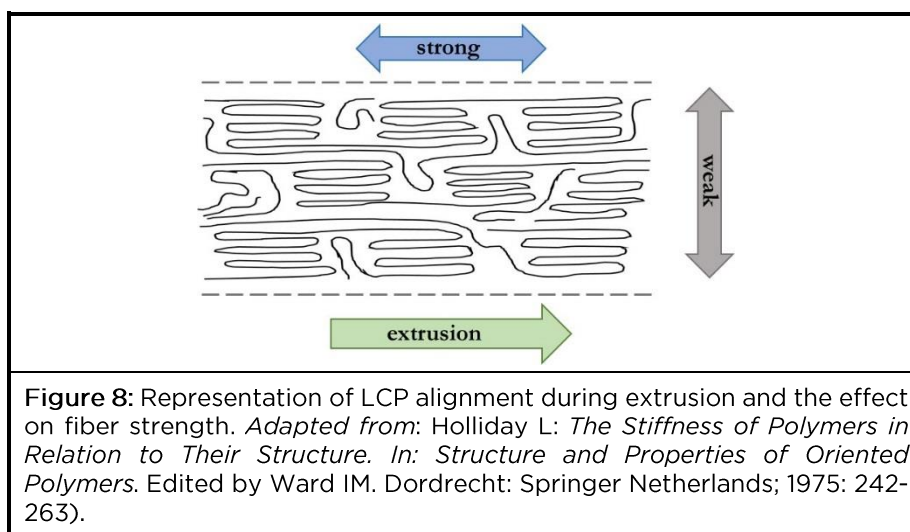 strong
weak
extrusion
Figure 8: Representation of LCP alignment during extrusion and the effect
on fiber strength. Adapted from: Holliday L: The Stiffness of Polymers in
Relation to Their Structure. In: Structure and Properties of Oriented
Polymers. Edited by Ward IM. Dordrecht: Springer Netherlands; 1975: 242-
263).